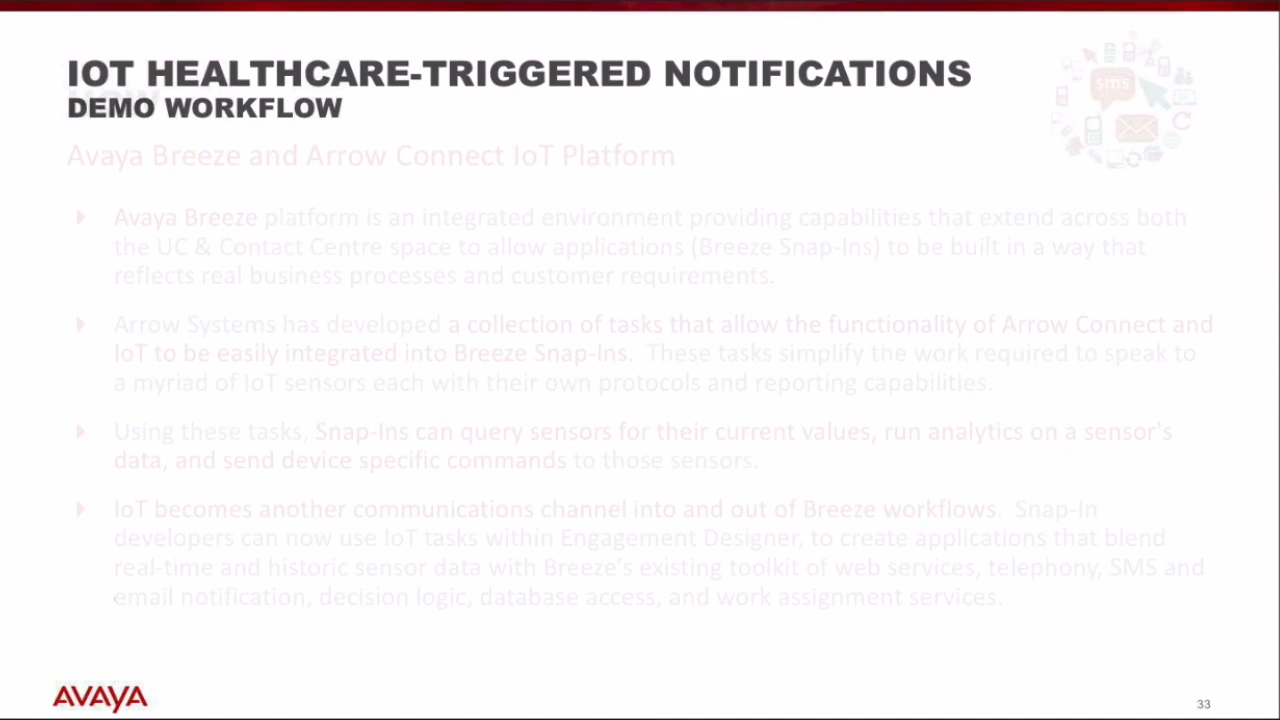 IOT HEALTHCARE-TRIGGERED NOTIFICATIONS
DEMO WORKFLOW
Avaya Breeze and Arrow Connect IoT Platform
sms
Avaya Breeze platform is an integrated environment providing capabilities that extend across both
the UC & Contact Centre space to allow applications (Breeze Snap-Ins) to be built in a way that
reflects real business processes and customer requirements.
Arrow Systems has developed a collection of tasks that allow the functionality of Arrow Connect and
IoT to be easily integrated into Breeze Snap-Ins. These tasks simplify the work required to speak to
a myriad of IoT sensors each with their own protocols and reporting capabilities.
Using these tasks, Snap-Ins can query sensors for their current values, run analytics on a sensor's
data, and send device specific commands to those sensors.
IoT becomes another communications channel into and out of Breeze workflows. Snap-In
developers can now use IoT tasks within Engagement Designer, to create applications that blend
real-time and historic sensor data with Breeze's existing toolkit of web services, telephony, SMS and
email notification, decision logic, database access, and work assignment services.
AVAYA
33